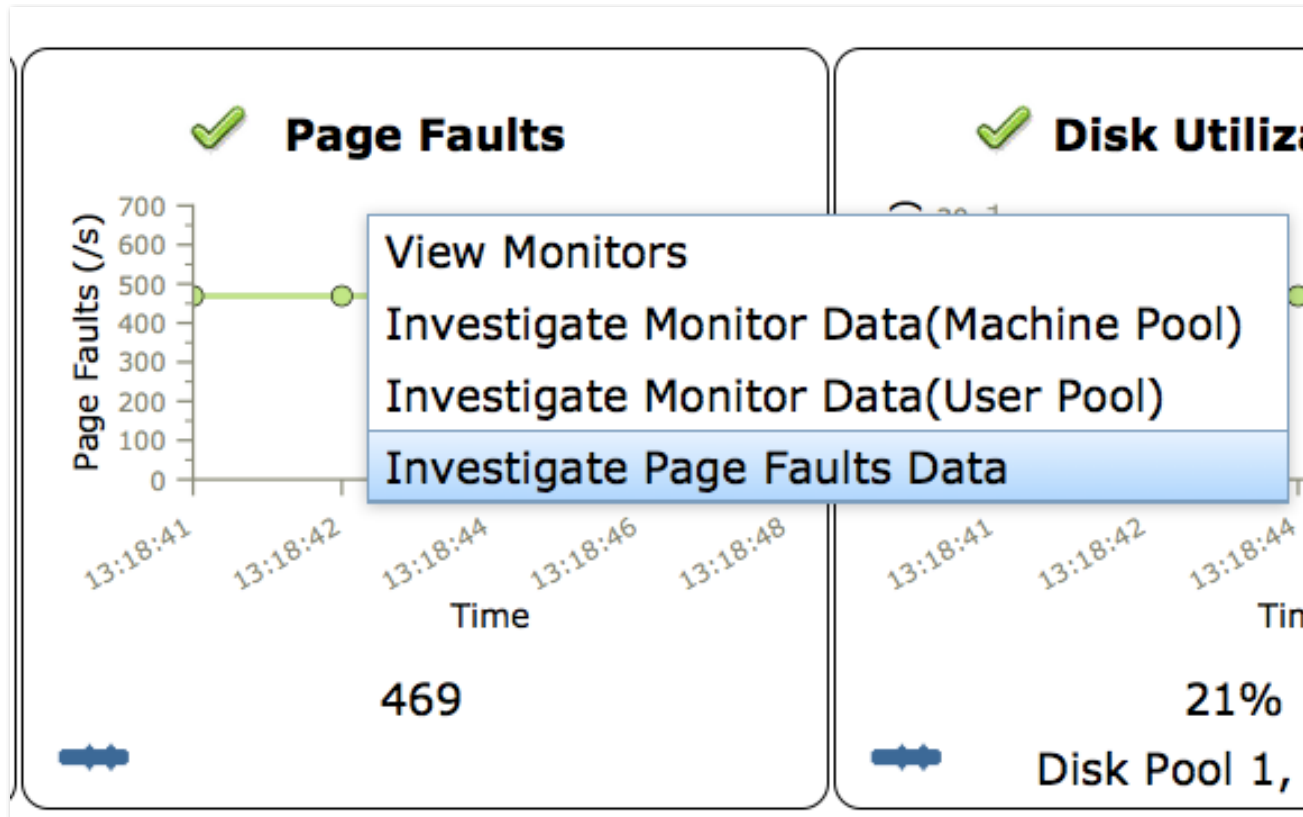 Page Faults
Page Faults (/s)
700
600
500
400
300
200
100
0
13:18:41
13:18:42
13:18:44
13:18:46
13:18:48
Time
469
View Monitors
Investigate Monitor Data(Machine Pool)
Investigate Monitor Data(User Pool)
Investigate Page Faults Data
Disk Utiliza
13:18:41
13:18:42
13:18:44
Tim
21%
Disk Pool 1,